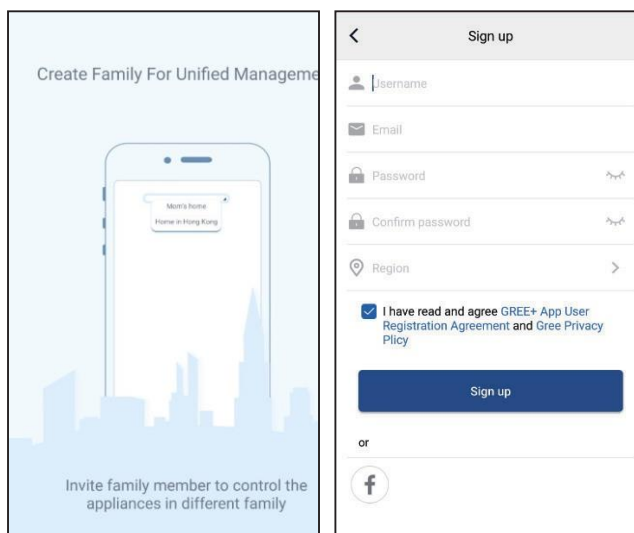 Create Family For Unified Manageme
Mom's home
Home in Hong Kong
Invite family member to control the
appliances in different family
Sign up
Username
Email
Password
Confirm password
Region
I have read and agree GREE+ App User
Registration Agreement and Gree Privacy
Plicy
Sign up
or
f